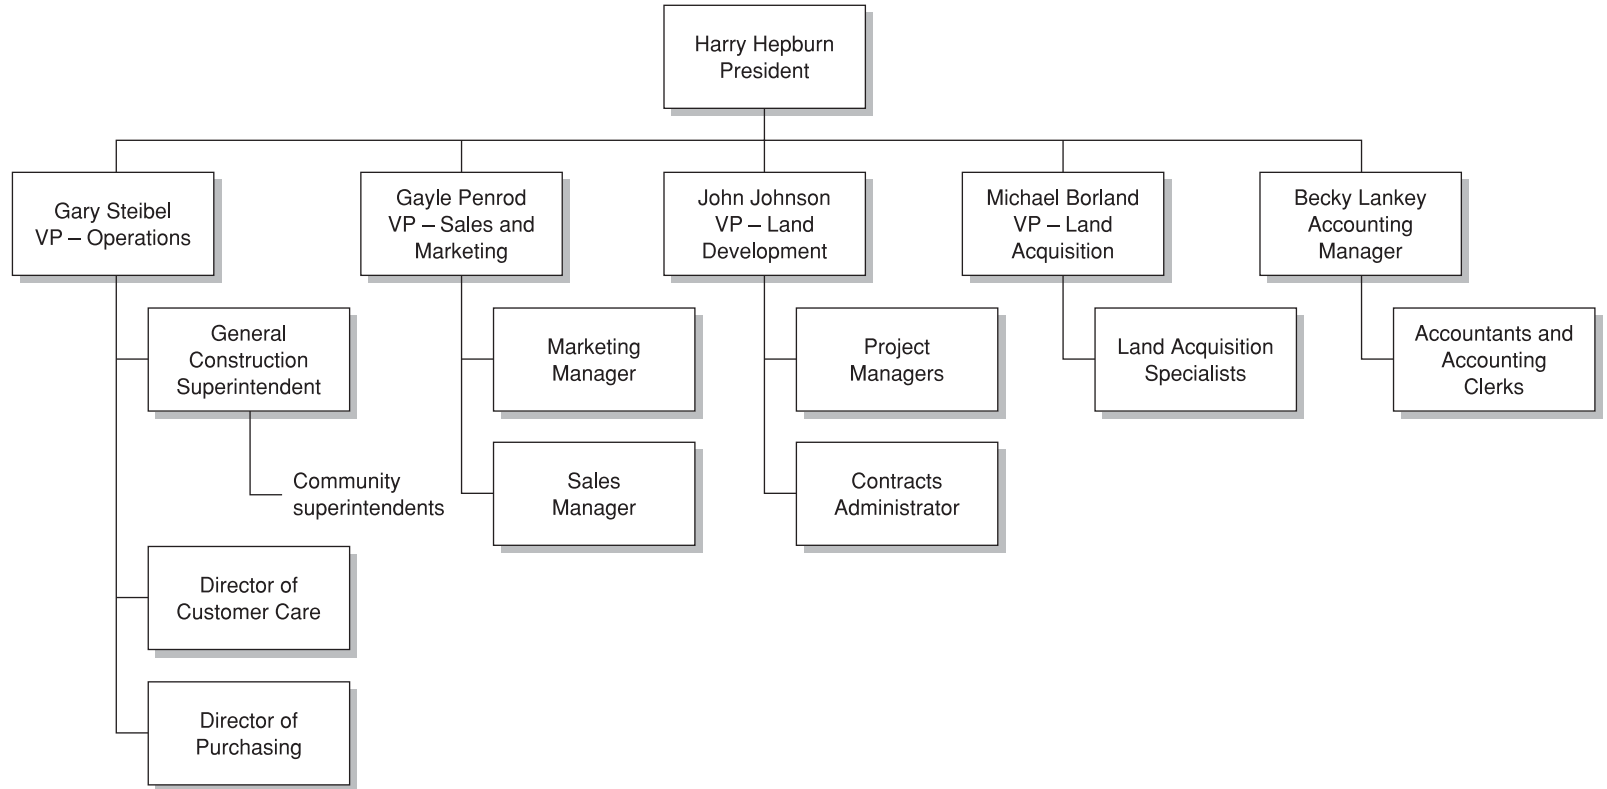 Harry Hepburn
President
Gary Steibel
VP – Operations
Gayle Penrod
VP – Sales and
Marketing
John Johnson
VP – Land
Development
Michael Borland
VP – Land
Acquisition
Becky Lankey
Accounting
Manager
General
Construction
Superintendent
Marketing
Manager
Project
Managers
Land Acquisition
Specialists
Accountants and
Accounting
Clerks
Community
superintendents
Sales
Manager
Contracts
Administrator
Director of
Customer Care
Director of
Purchasing